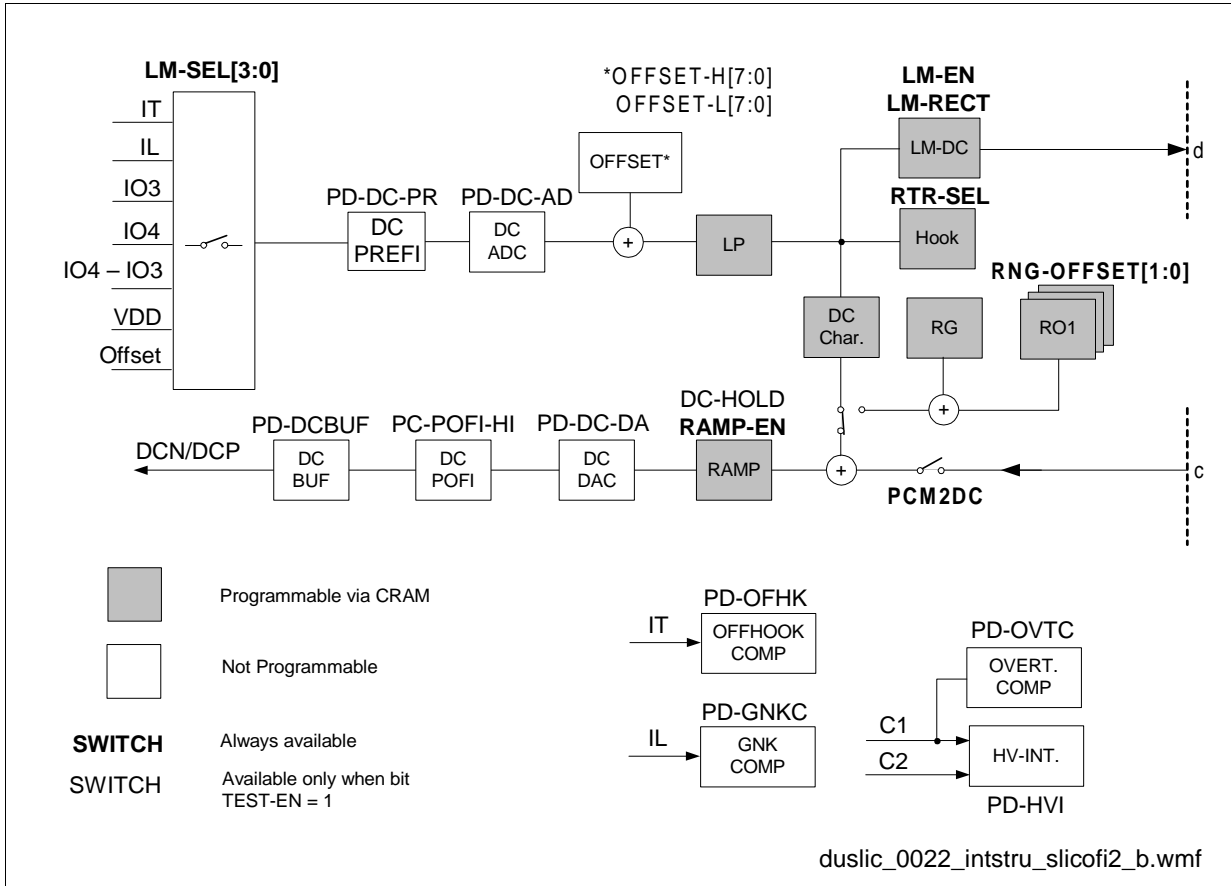 LM-SEL[3:0]
*OFFSET-H[7:0]
OFFSET-L[7:0]
LM-EN
LM-RECT
IT
IL
IO3
IO4
IO4 – IO3
VDD
Offset
OFFSET*
LM-DC
d
PD-DC-PR
PD-DC-AD
RTR-SEL
DC
PREFI
DC
ADC
+
LP
Hook
RNG-OFFSET[1:0]
DC
Char.
RG
RO1
+
DC-HOLD
RAMP-EN
PD-DCBUF
PC-POFI-HI
PD-DC-DA
DCN/DCP
DC
BUF
DC
POFI
DC
DAC
RAMP
+
PCM2DC
c
Programmable via CRAM
Not Programmable
SWITCH
Always available
SWITCH
Available only when bit
TEST-EN = 1
PD-OFHK
IT
OFFHOOK
COMP
PD-GNKC
IL
GNK
COMP
PD-OVTC
OVERT.
COMP
C1
C2
HV-INT.
PD-HVI
duslic_0022_intstru_slicofi2_b.wmf